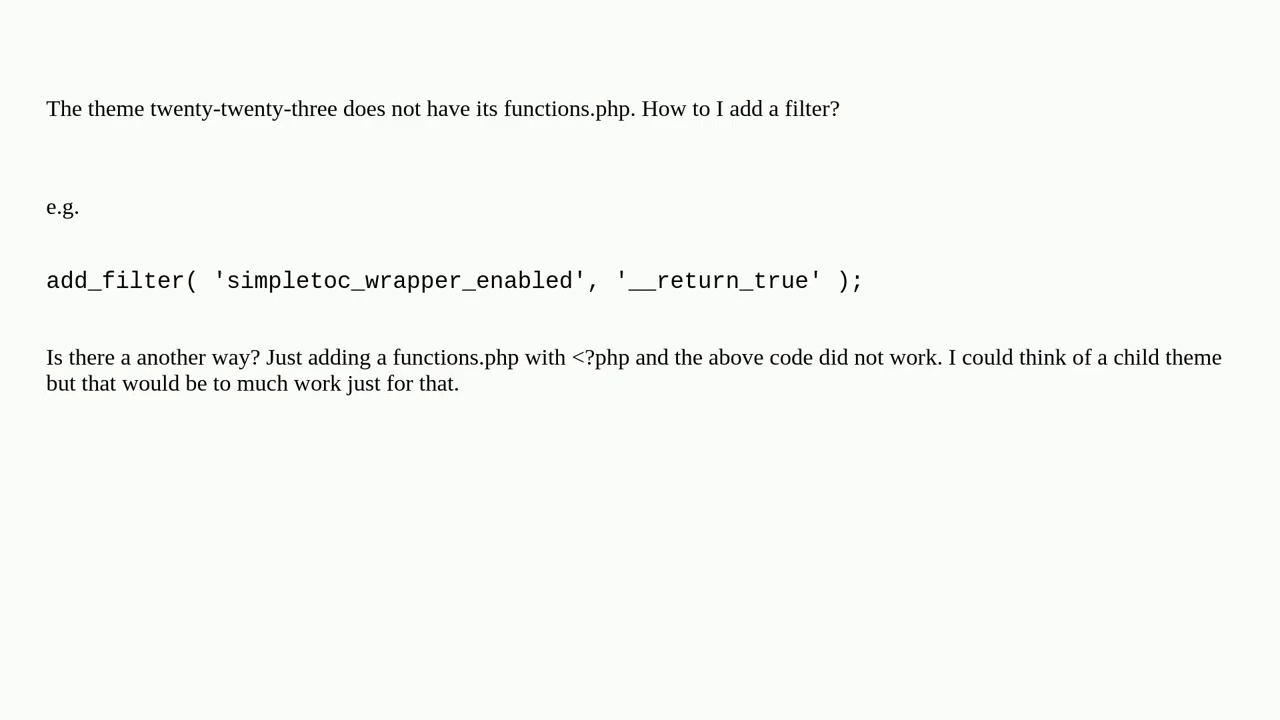 The theme twenty-twenty-three does not have its functions.php. How to I add a filter?
e.g.
add_filter( 'simpletoc_wrapper_enabled', '__return_true' );
Is there a another way? Just adding a functions.php with <?php and the above code did not work. I could think of a child theme
but that would be to much work just for that.